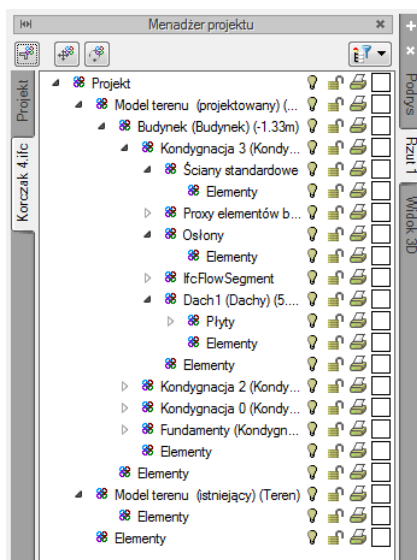 Menadżer projektu
Projekt
Korczak 4.ifc
Projekt
Model terenu (projektowany) (...
Budynek (Budynek) (-1.33m)
Kondygnacja 3 (Kondy...
Ściany standardowe
Elementy
Proxy elementów b...
Osłony
Elementy
IfcFlowSegment
Dach1 (Dachy) (5....
Płyty
Elementy
Elementy
Kondygnacja 2 (Kondy...
Kondygnacja 0 (Kondy...
Fundamenty (Kondygn...
Elementy
Elementy
Model terenu (istniejący) (Teren)
Elementy
Elementy
Podrys
Rzut 1
Widok 3D